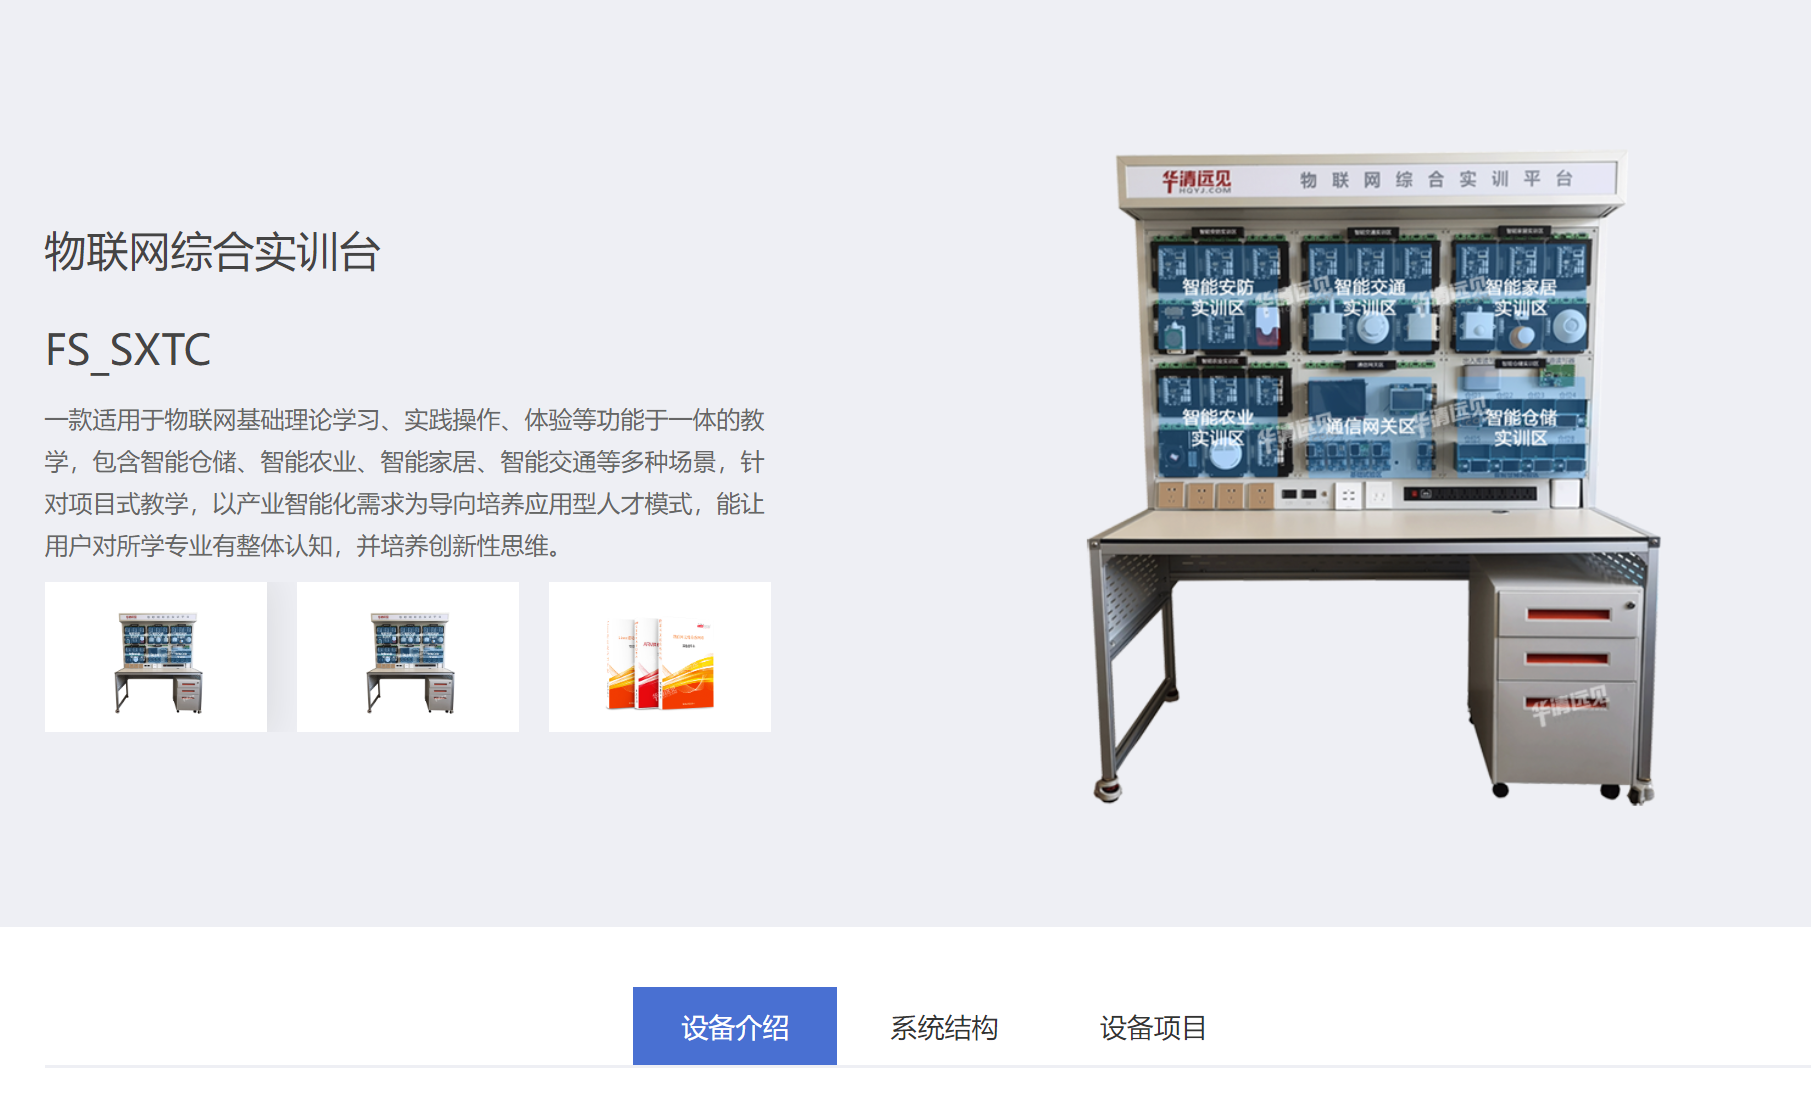 物联网综合实训台
FS_SXTC
一款适用于物联网基础理论学习、实践操作、体验等功能于一体的教
学，包含智能仓储、智能农业、智能家居、智能交通等多种场景，针
对项目式教学，以产业智能化需求为导向培养应用型人才模式，能让
用户对所学专业有整体认知，并培养创新性思维。
华清远见
HQYJ.COM
物联网综合实训平台
智能安防
实训区
智能交通
实训区
智能家居
实训区
智能农业
实训区
通信网关区
智能仓储
实训区
华清远见
设备介绍
系统结构
设备项目